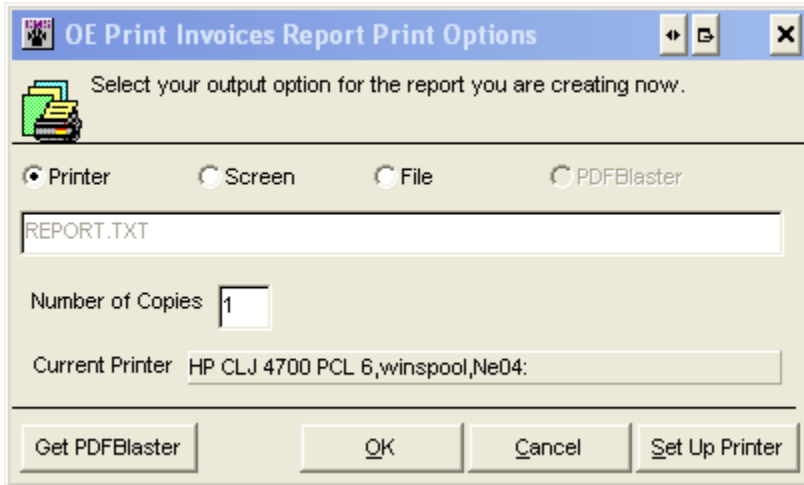 OE Print Invoices Report Print Options
Select your output option for the report you are creating now.
Printer Screen File PDFBlaster
REPORT.TXT
Number of Copies 1
Current Printer HP CLJ 4700 PCL 6,winspool,Ne04:
Get PDFBlaster OK Cancel Set Up Printer